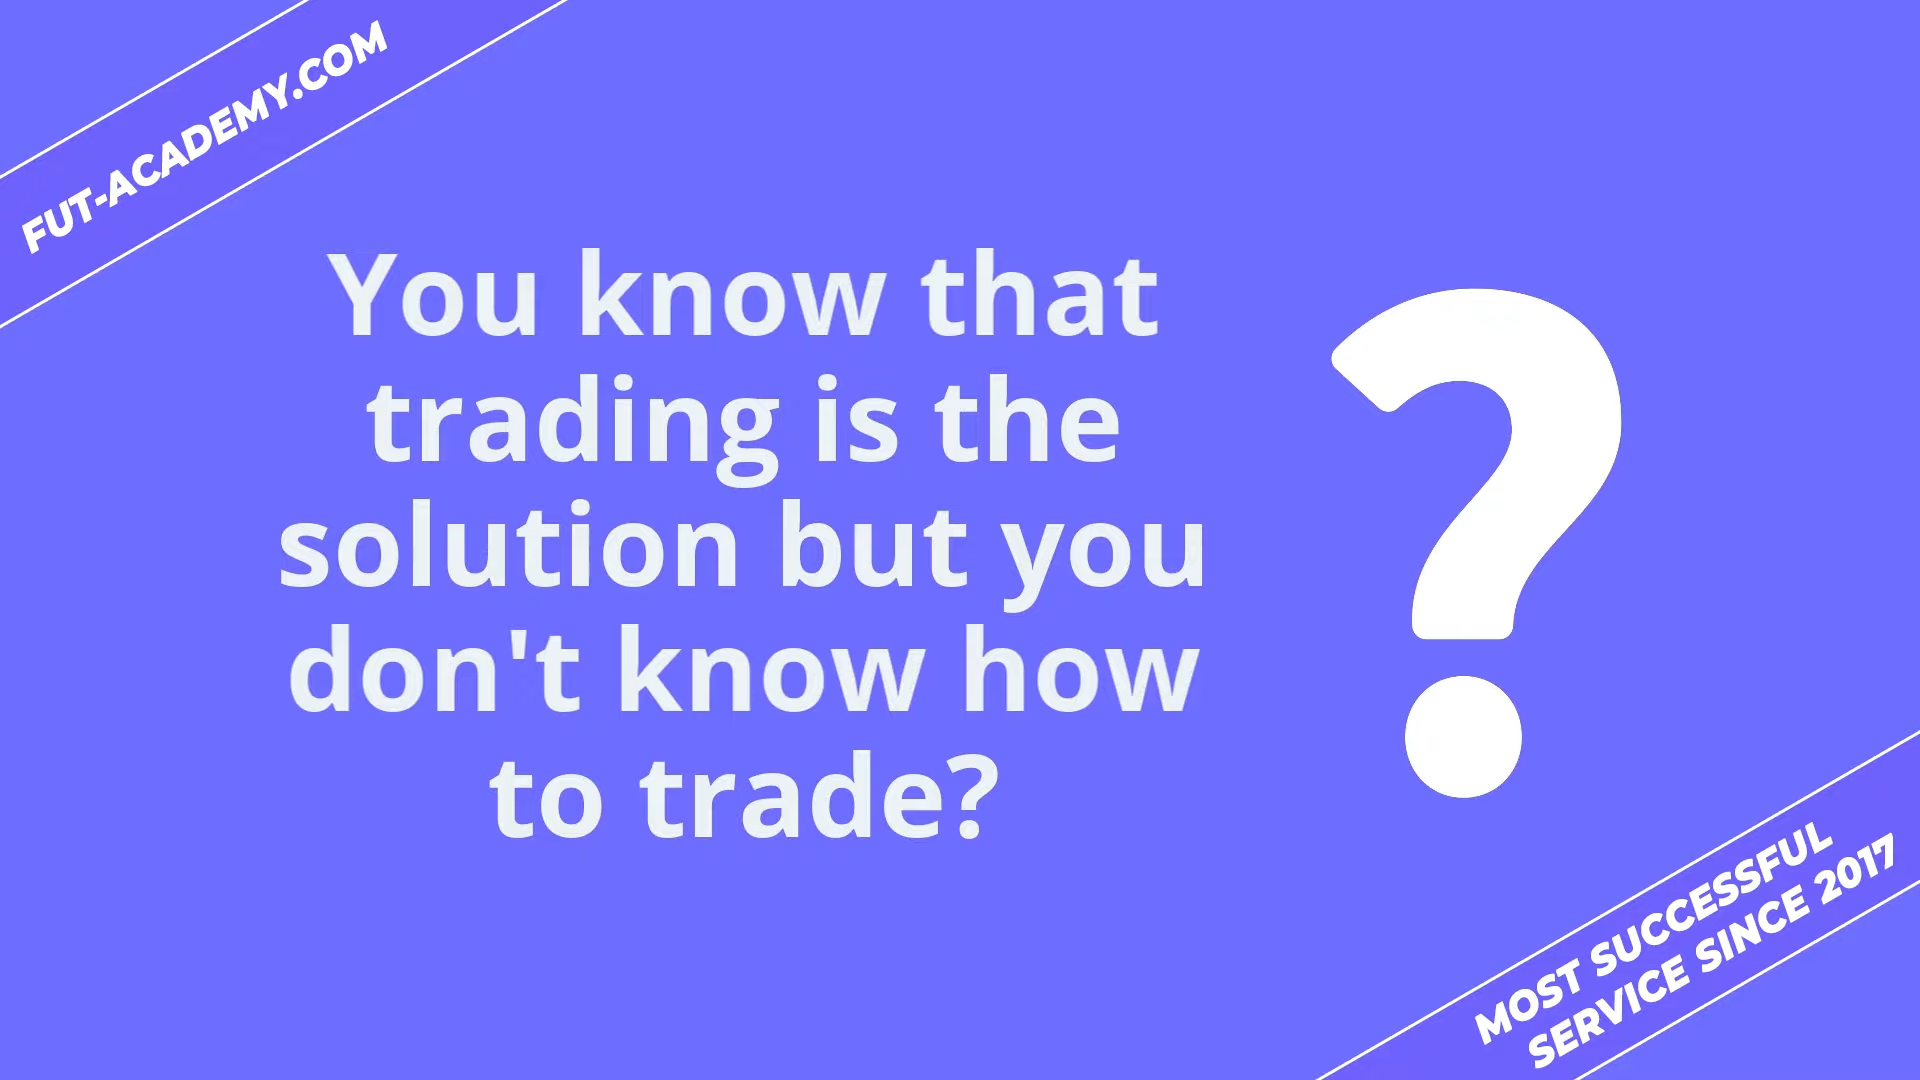 FUT-ACADEMY.COM
You know that
trading is the
solution but you
don't know how
to trade?
?
MOST SUCCESSFUL
SERVICE SINCE 2017